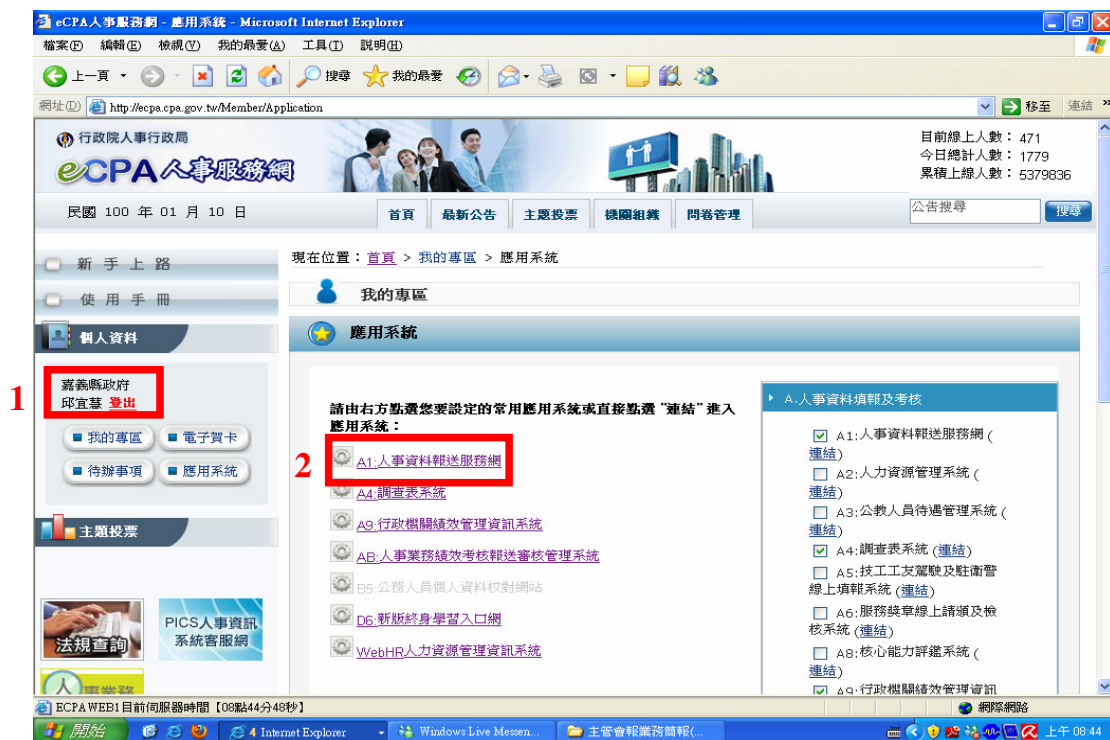 eCPA人事服務網 - 應用系統 - Microsoft Internet Explorer
檔案(F) 編輯(E) 檢視(V) 我的最愛(A) 工具(T) 說明(H)
上一頁 搜尋 我的最愛
網址(D) http://ecpa.cpa.gov.tw/Member/Application 移至 連結 »
行政院人事行政局
eCPA人事服務網
目前線上人數： 471
今日總計人數： 1779
累積上線人數： 5379836
民國 100 年 01 月 10 日
首頁 最新公告 主題投票 機關組織 問卷管理
公告搜尋 搜尋
新手上路
使用手冊
現在位置：首頁 > 我的專區 > 應用系統
我的專區
個人資料
應用系統
1
嘉義縣政府
邱宜慧 登出
我的專區 電子賀卡
待辦事項 應用系統
主題投票
法規查詢
PICS人事資訊
系統客服網
人事業務
請由右方點選您要設定的常用應用系統或直接點選 "連結" 進入
應用系統：
2
A1:人事資料報送服務網
A4:調查表系統
A9:行政機關績效管理資訊系統
AB:人事業務績效考核報送審核管理系統
B5:公務人員個人資料校對網站
D6:新版終身學習入口網
WebHR人力資源管理資訊系統
A.人事資料填報及考核
A1:人事資料報送服務網 (
連結)
A2:人力資源管理系統 (
連結)
A3:公教人員待遇管理系統 (
連結)
A4:調查表系統 (連結)
A5:技工工友駕駛及駐衛警
線上填報系統 (連結)
A6:服務獎章線上請頒及檢
核系統 (連結)
A8:核心能力評鑑系統 (
連結)
A9:行政機關績效管理資訊
ECPAWEB1目前伺服器時間【08點44分48秒】 網際網路
開始 4 Internet Explorer Windows Live Messen... 主管會報業務簡報(... 上午 08:44